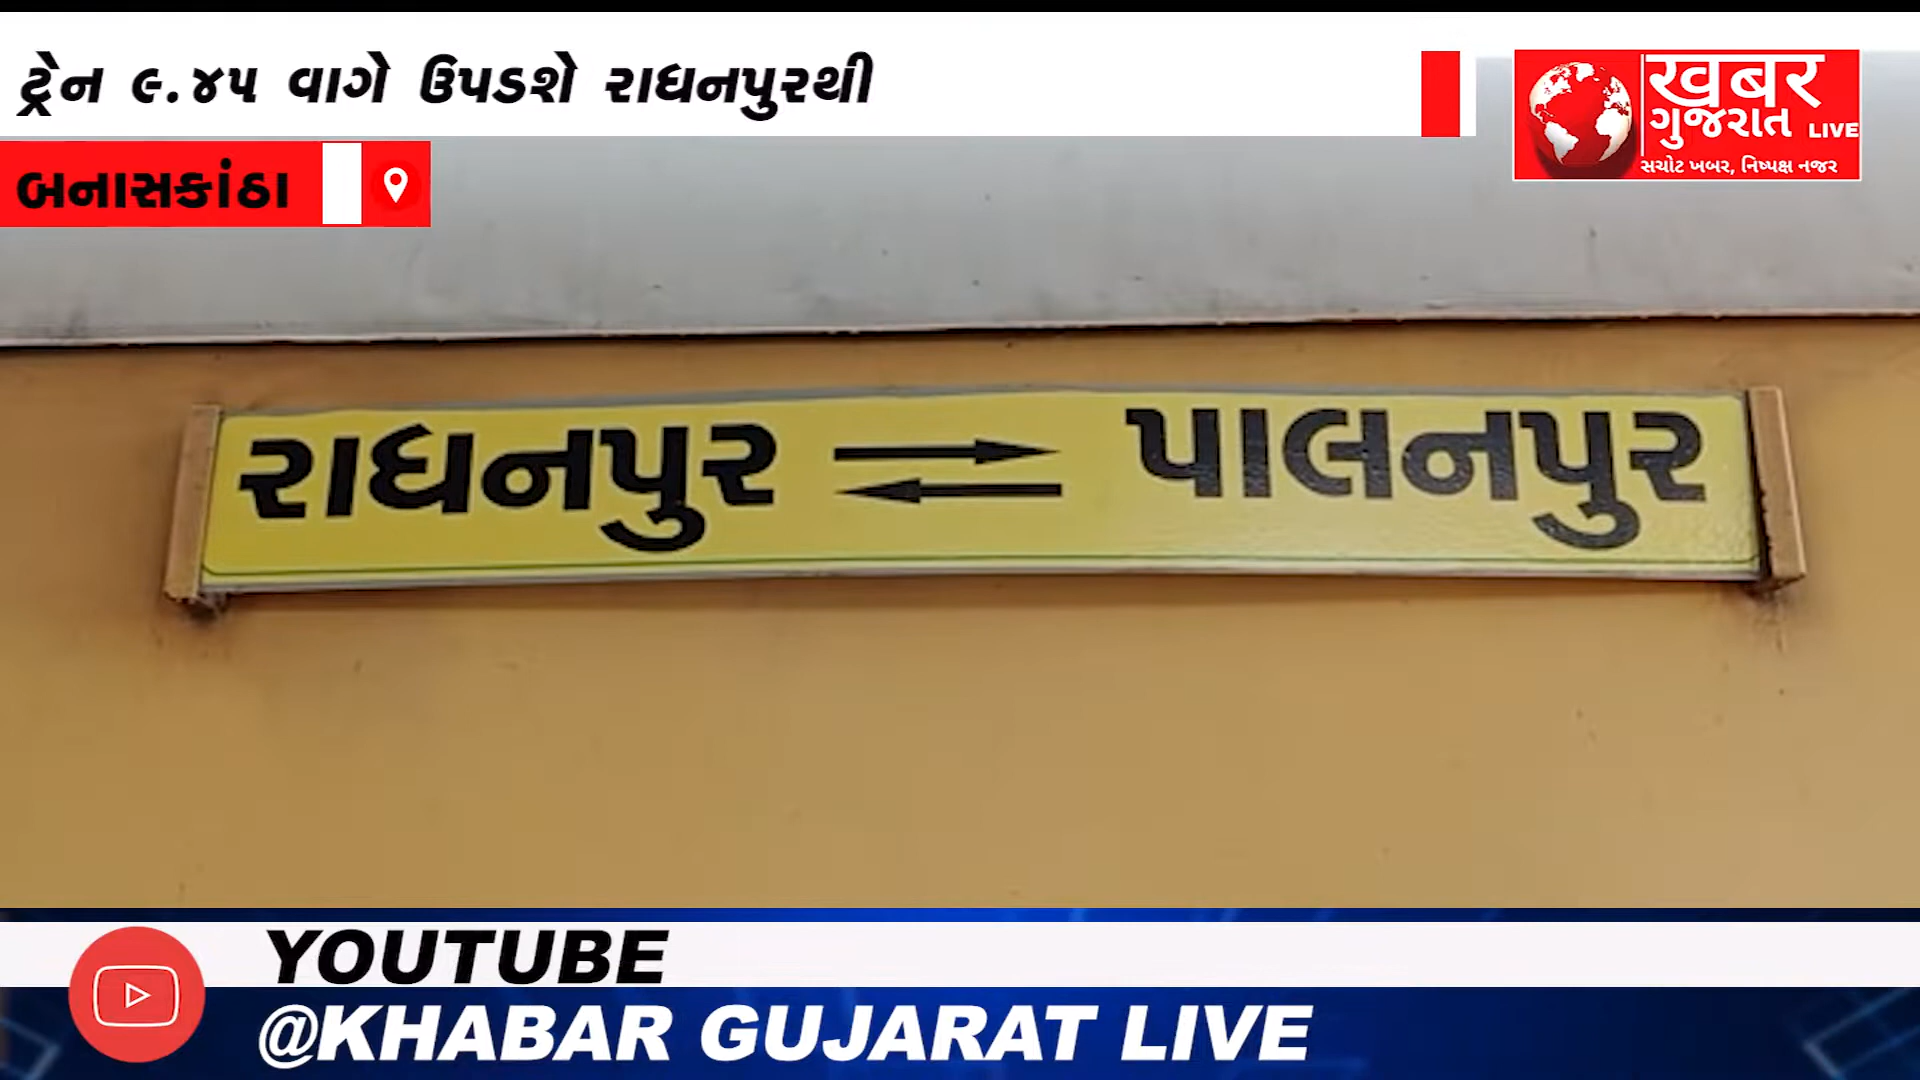 ટ્રેન ૯.૪૫ વાગે ઉપડશે રાધનપુરથી
ખબર
ગુજરાત LIVE
સચોટ ખબર, નિષ્પક્ષ નજર
બનાસકાંઠા
રાધનપુર પાલનપુર
YOUTUBE
@KHABAR GUJARAT LIVE